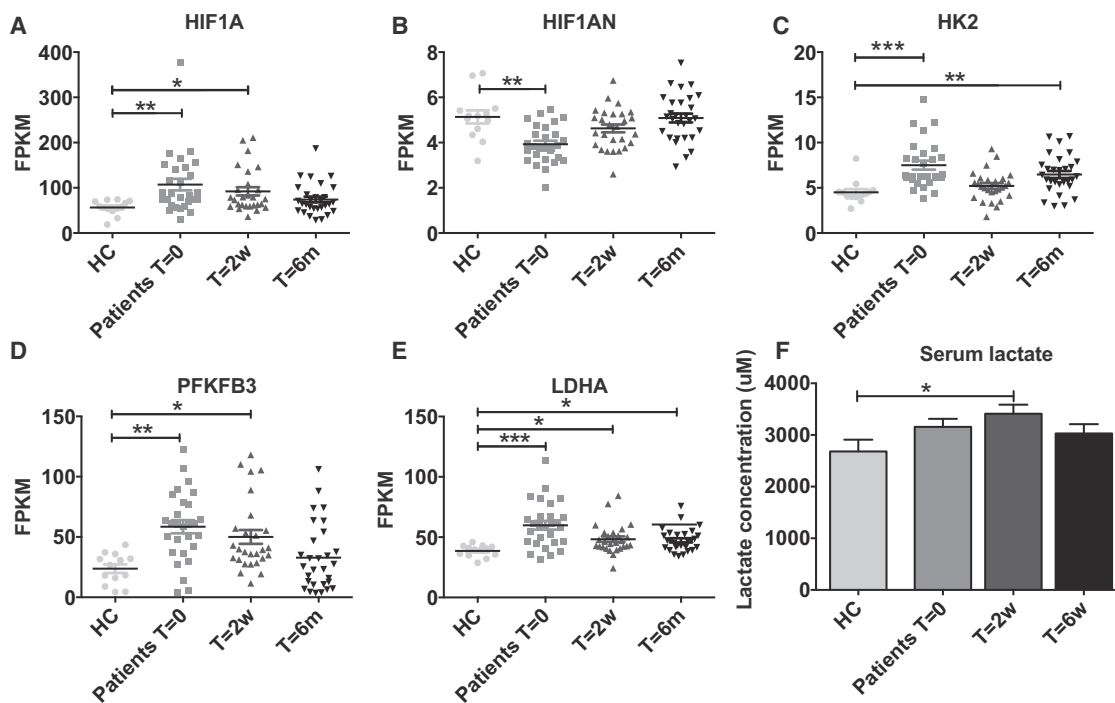 A
HIF1A
FPKM
400
300
200
100
0
*
**
HC
Patients T=0
T=2w
T=6m
B
HIF1AN
FPKM
8
6
4
2
0
**
HC
Patients T=0
T=2w
T=6m
C
HK2
FPKM
20
15
10
5
0
***
**
HC
Patients T=0
T=2w
T=6m
D
PFKFB3
FPKM
150
100
50
0
*
**
HC
Patients T=0
T=2w
T=6m
E
LDHA
FPKM
150
100
50
0
*
*
***
HC
Patients T=0
T=2w
T=6m
F
Serum lactate
Lactate concentration (uM)
4000
3000
2000
1000
0
*
HC
Patients T=0
T=2w
T=6w